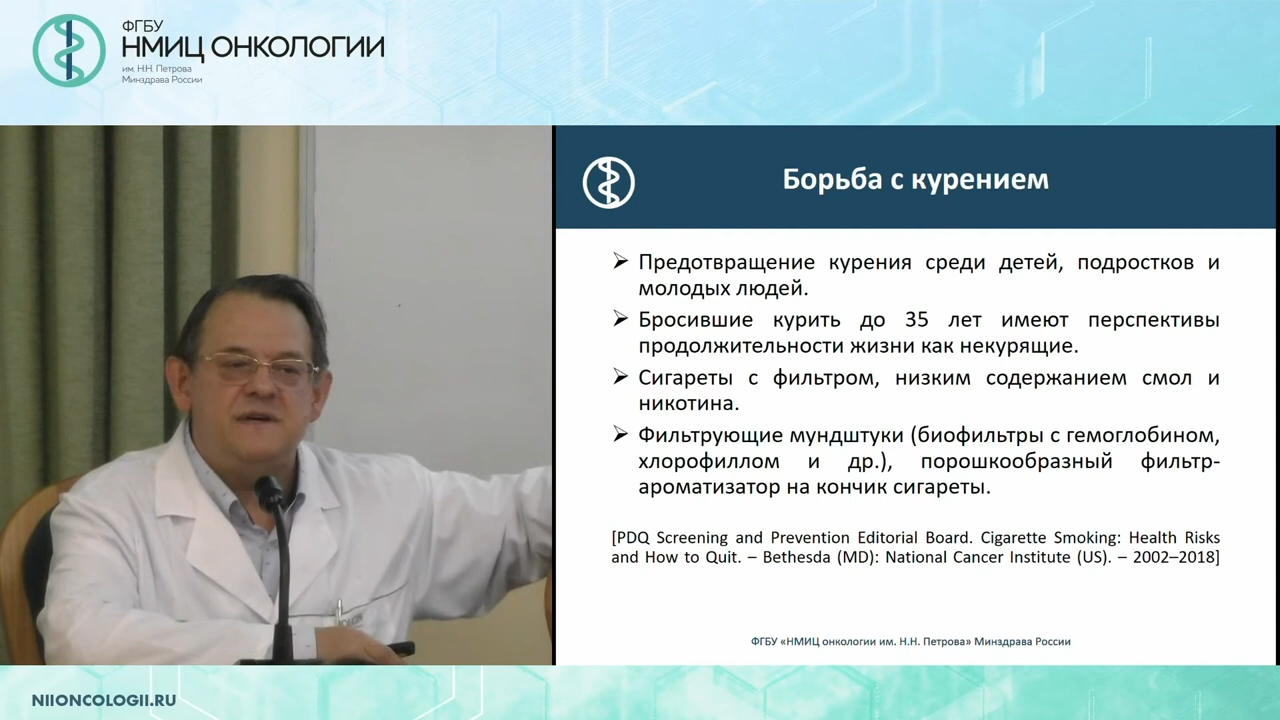 ФГБУ
НМИЦ ОНКОЛОГИИ
им. Н.Н. Петрова
Минздрава России
Борьба с курением
Предотвращение курения среди детей, подростков и
молодых людей.
Бросившие курить до 35 лет имеют перспективы
продолжительности жизни как некурящие.
Сигареты с фильтром, низким содержанием смол и
никотина.
Фильтрующие мундштуки (биофильтры с гемоглобином,
хлорофиллом и др.), порошкообразный фильтр-
ароматизатор на кончик сигареты.
[PDQ Screening and Prevention Editorial Board. Cigarette Smoking: Health Risks
and How to Quit. – Bethesda (MD): National Cancer Institute (US). – 2002–2018]
ФГБУ «НМИЦ онкологии им. Н.Н. Петрова» Минздрава России
NIIONCOLOGII.RU